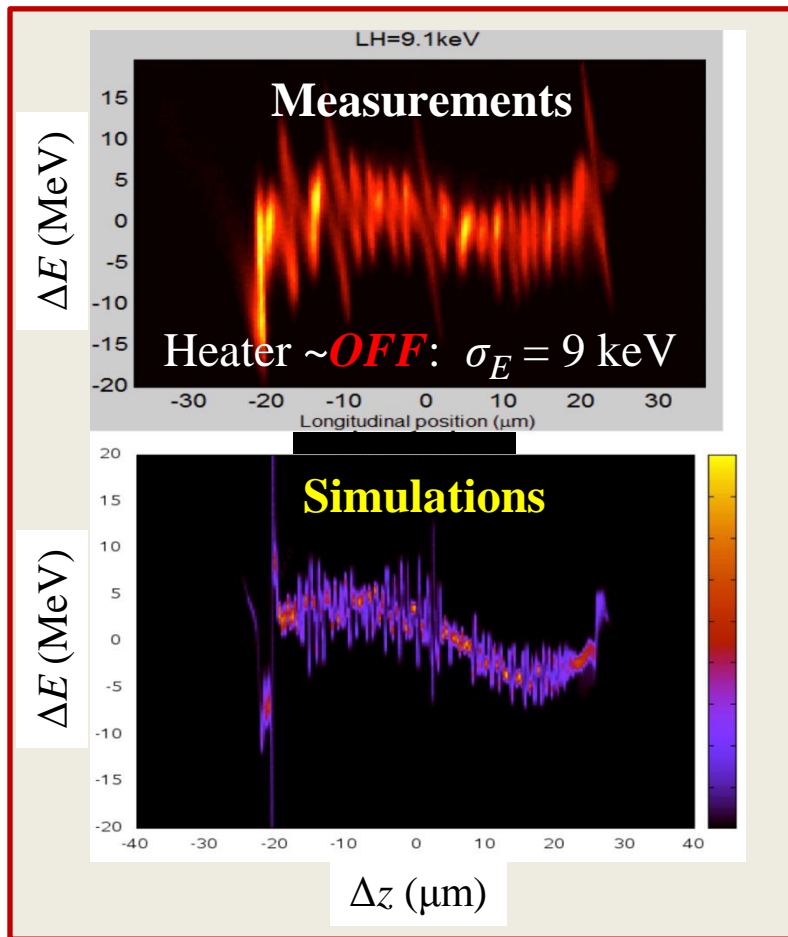 LH=9.1keV
Measurements
ΔE (MeV)
15
10
5
0
-5
-10
-15
-20
Heater ~OFF: σ_E = 9 keV
-30 -20 -10 0 10 20 30
Longitudinal position (μm)
Simulations
ΔE (MeV)
20
15
10
5
0
-5
-10
-15
-20
-40 -30 -20 -10 0 10 20 30 40
Δz (μm)